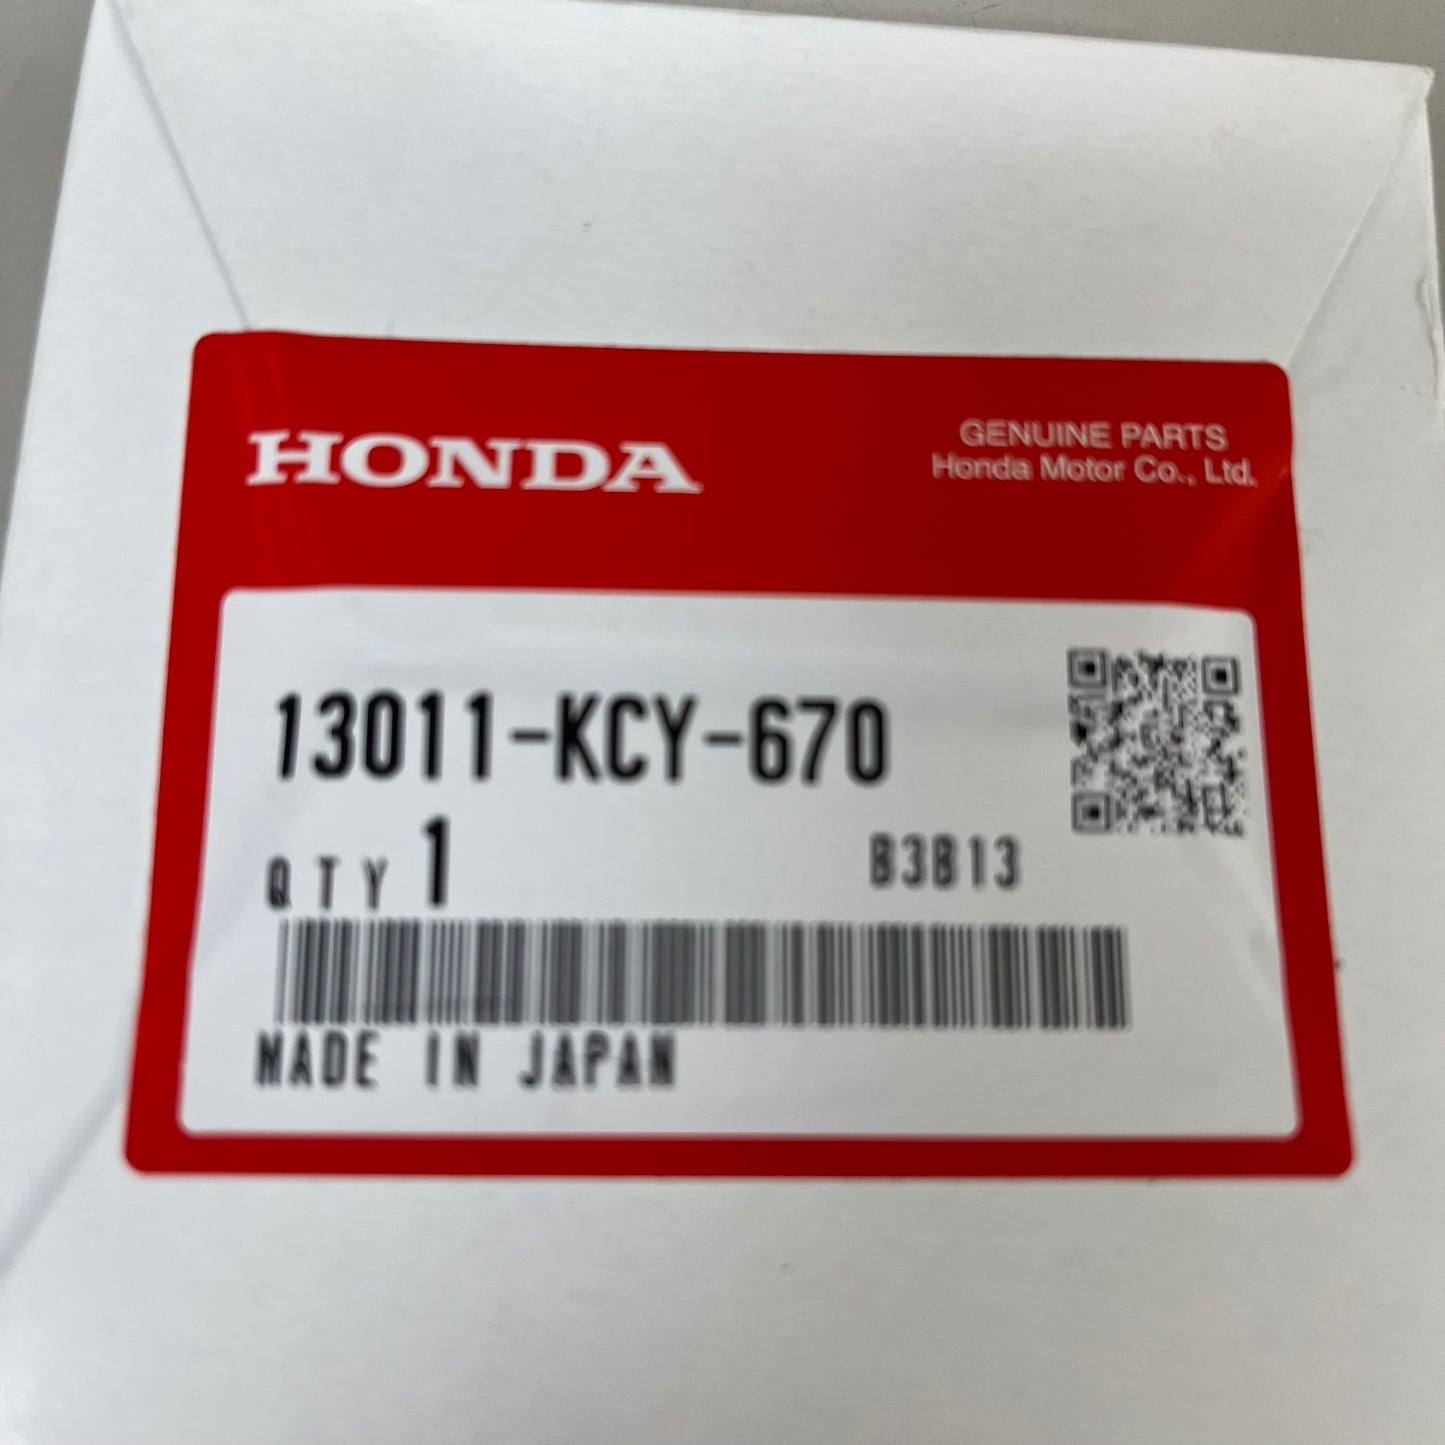 HONDA
GENUINE PARTS
Honda Motor Co., Ltd.
13011-KCY-670
QTY 1
B3B13
MADE IN JAPAN